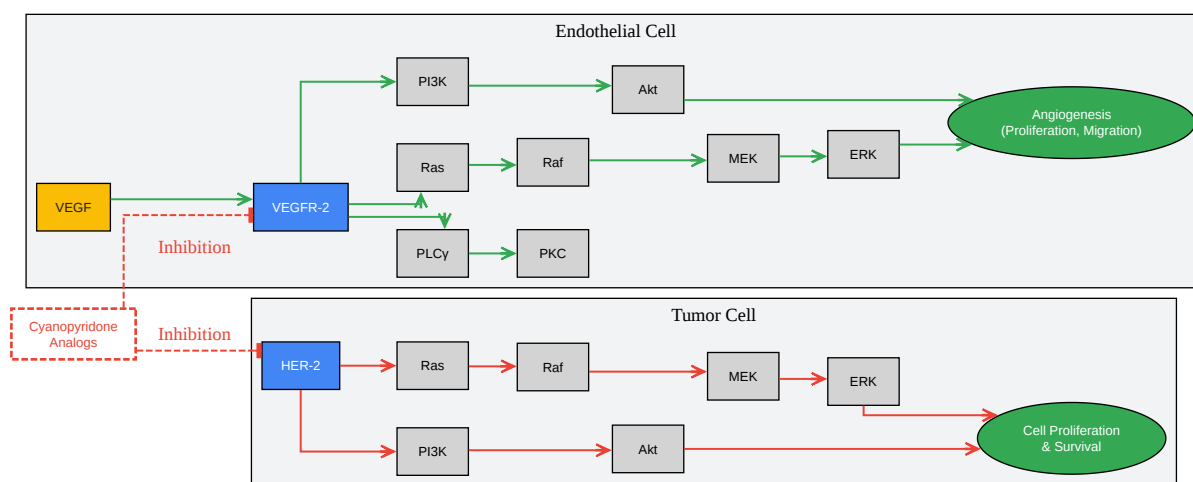 Endothelial Cell
PI3K
Akt
Angiogenesis
(Proliferation, Migration)
Ras
Raf
MEK
ERK
VEGF
VEGFR-2
Inhibition
PLCγ
PKC
Cyanopyridone
Analogs
Inhibition
Tumor Cell
HER-2
Ras
Raf
MEK
ERK
Cell Proliferation
& Survival
PI3K
Akt